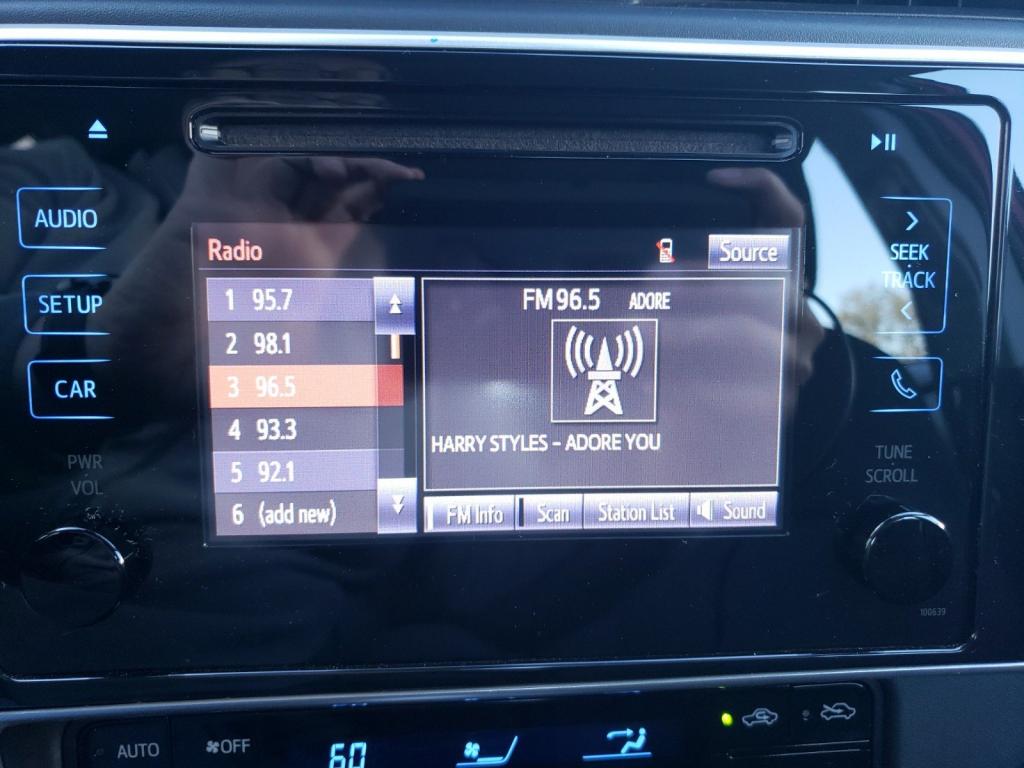 AUDIO
SETUP
CAR
PWR
VOL
Radio
Source
1 95.7
2 98.1
3 96.5
4 93.3
5 92.1
6 (add new)
FM 96.5 ADORE
HARRY STYLES - ADORE YOU
FM Info Scan Station List Sound
SEEK
TRACK
TUNE
SCROLL
100639
AUTO
OFF
60